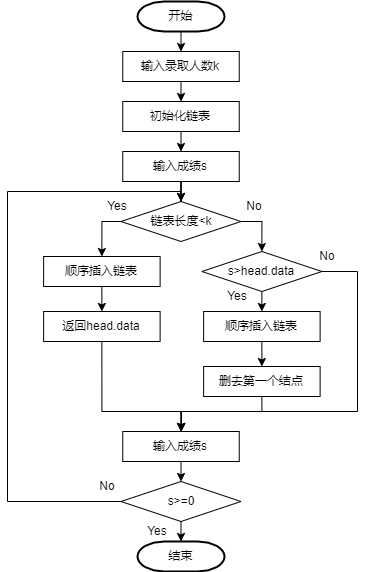 开始
输入录取人数k
初始化链表
输入成绩s
Yes
链表长度<k
No
顺序插入链表
s>head.data
No
Yes
返回head.data
顺序插入链表
删去第一个结点
输入成绩s
No
s>=0
Yes
结束